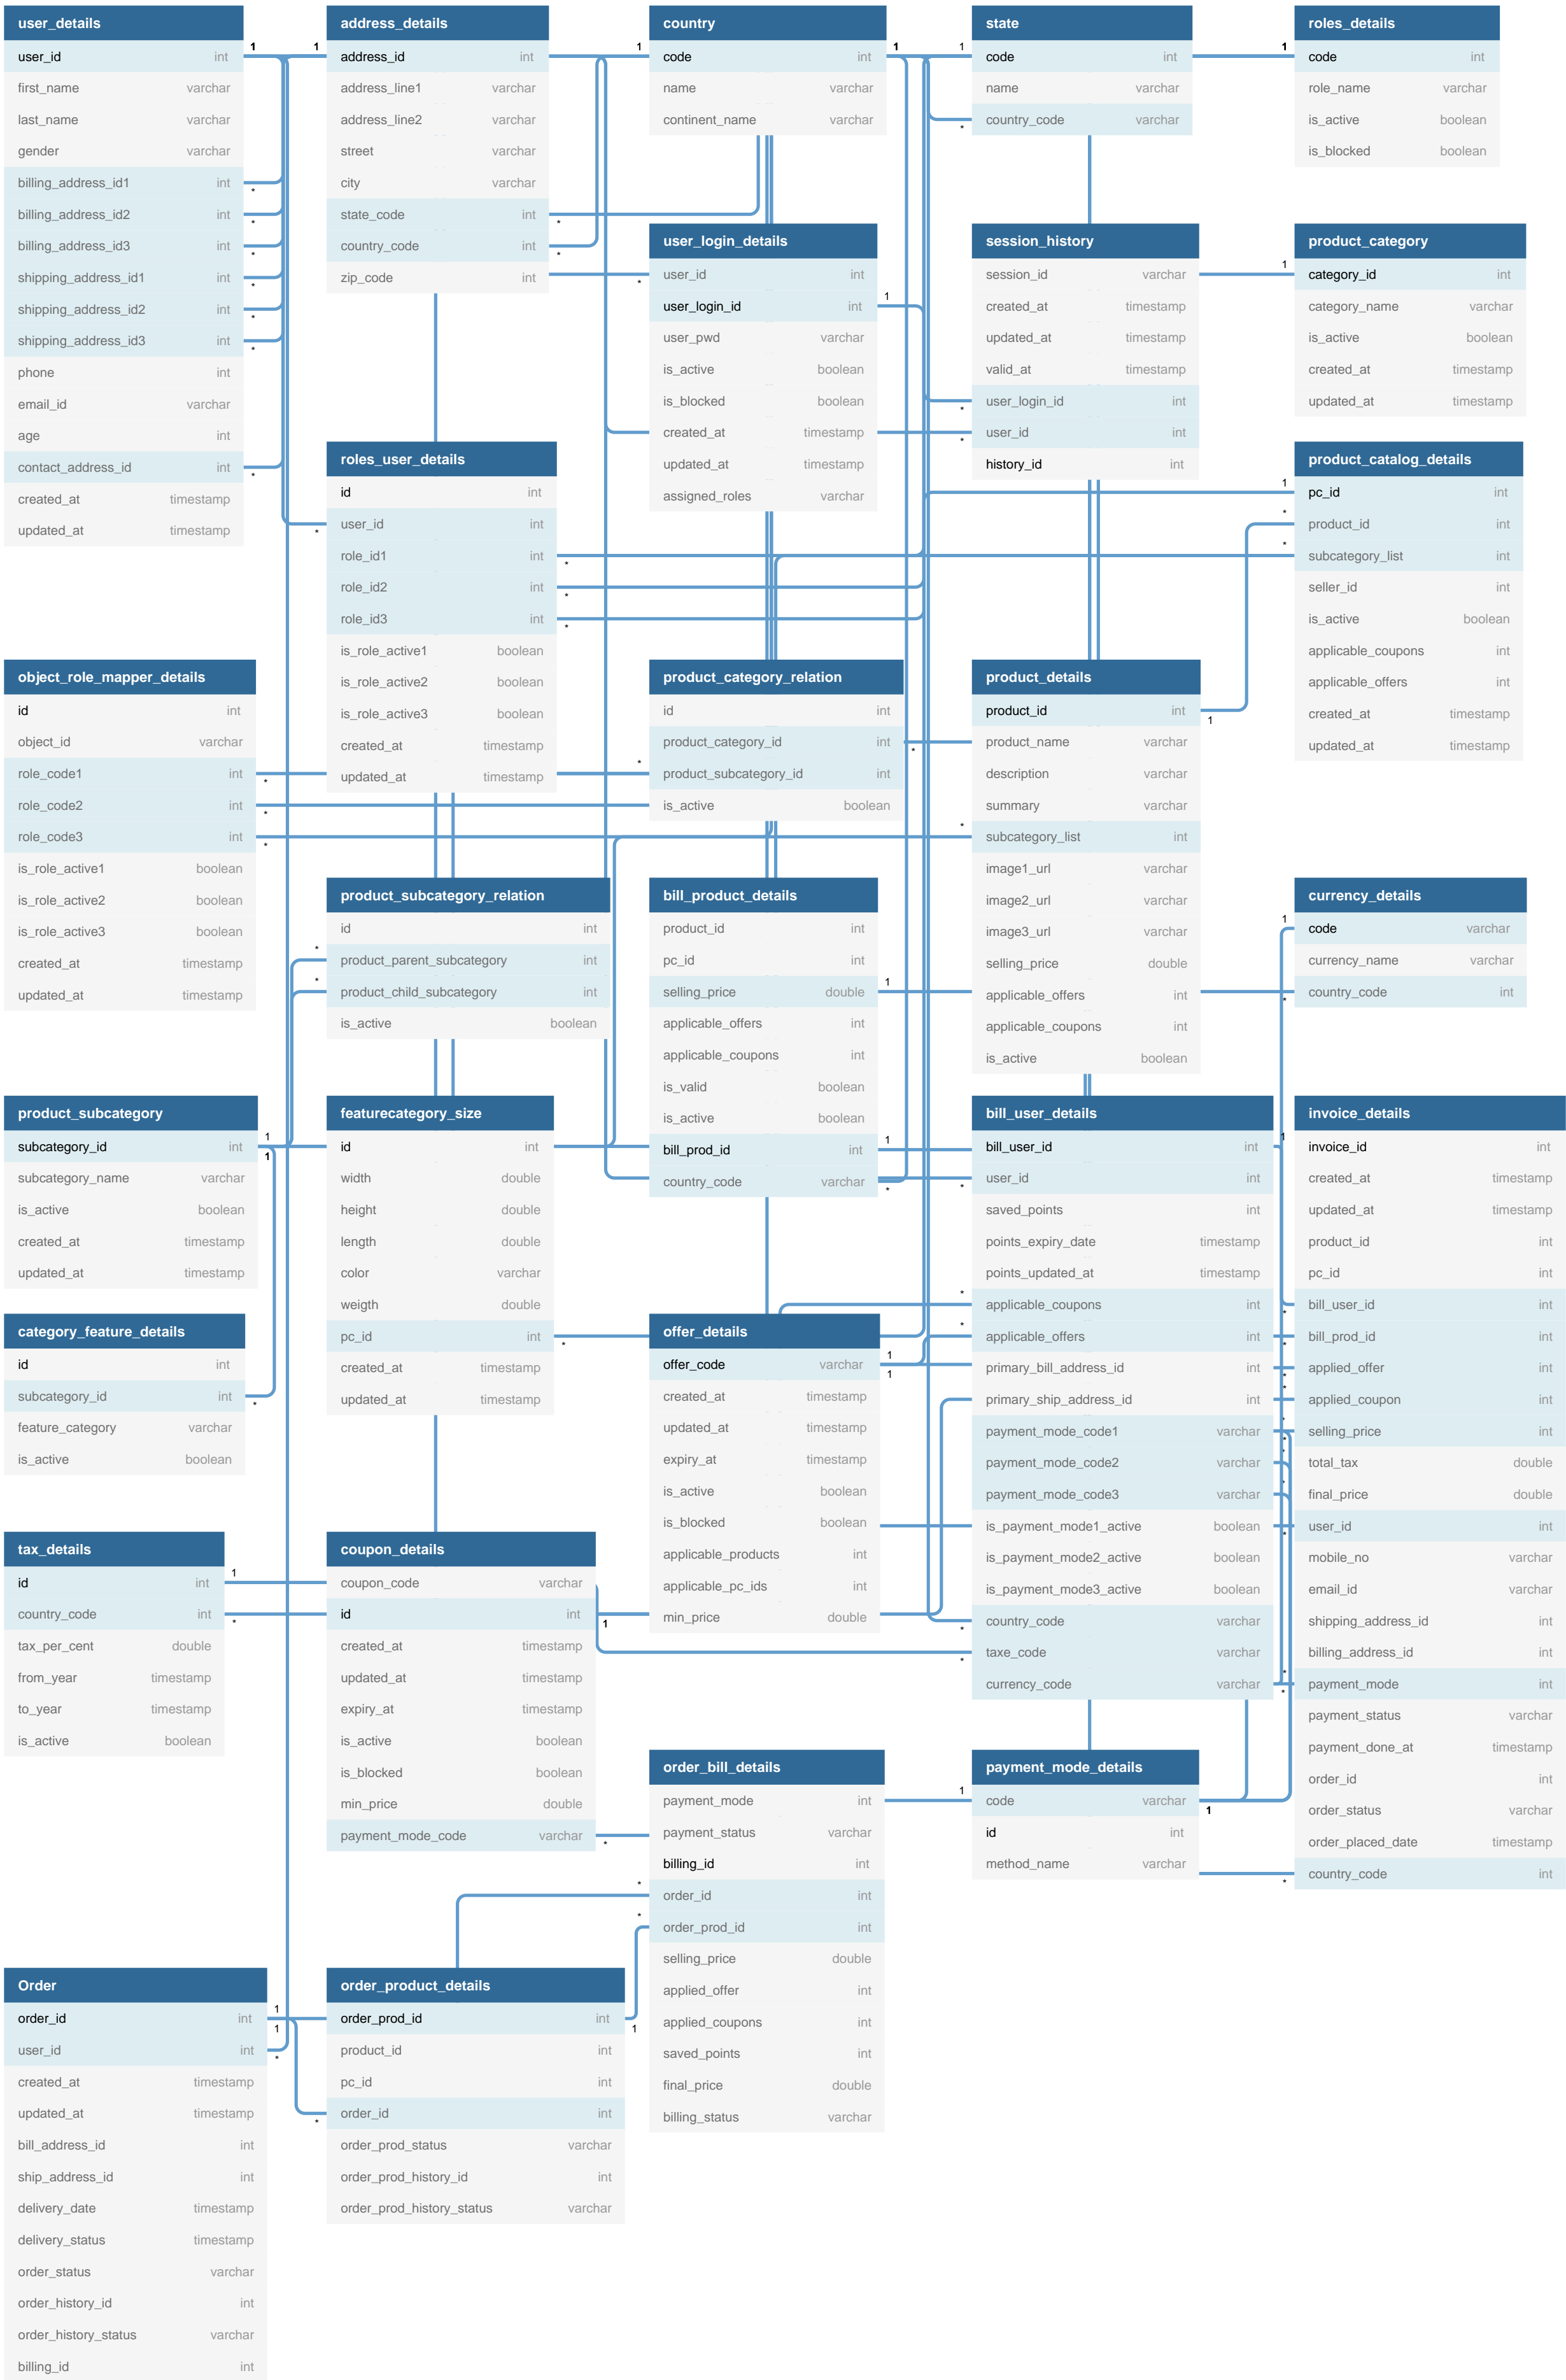 user_details
user_id int
first_name varchar
last_name varchar
gender varchar
billing_address_id1 int
billing_address_id2 int
billing_address_id3 int
shipping_address_id1 int
shipping_address_id2 int
shipping_address_id3 int
phone int
email_id varchar
age int
contact_address_id int
created_at timestamp
updated_at timestamp
address_details
address_id int
address_line1 varchar
address_line2 varchar
street varchar
city varchar
state_code int
country_code int
zip_code int
country
code int
name varchar
continent_name varchar
state
code int
name varchar
country_code varchar
roles_details
code int
role_name varchar
is_active boolean
is_blocked boolean
user_login_details
user_id int
user_login_id int
user_pwd varchar
is_active boolean
is_blocked boolean
created_at timestamp
updated_at timestamp
assigned_roles varchar
session_history
session_id varchar
created_at timestamp
updated_at timestamp
valid_at timestamp
user_login_id int
user_id int
history_id int
product_category
category_id int
category_name varchar
is_active boolean
created_at timestamp
updated_at timestamp
roles_user_details
id int
user_id int
role_id1 int
role_id2 int
role_id3 int
is_role_active1 boolean
is_role_active2 boolean
is_role_active3 boolean
created_at timestamp
updated_at timestamp
product_catalog_details
pc_id int
product_id int
subcategory_list int
seller_id int
is_active boolean
applicable_coupons int
applicable_offers int
created_at timestamp
updated_at timestamp
object_role_mapper_details
id int
object_id varchar
role_code1 int
role_code2 int
role_code3 int
is_role_active1 boolean
is_role_active2 boolean
is_role_active3 boolean
created_at timestamp
updated_at timestamp
product_category_relation
id int
product_category_id int
product_subcategory_id int
is_active boolean
product_details
product_id int
product_name varchar
description varchar
summary varchar
subcategory_list int
image1_url varchar
image2_url varchar
image3_url varchar
selling_price double
applicable_offers int
applicable_coupons int
is_active boolean
product_subcategory_relation
id int
product_parent_subcategory int
product_child_subcategory int
is_active boolean
bill_product_details
product_id int
pc_id int
selling_price double
applicable_offers int
applicable_coupons int
is_valid boolean
is_active boolean
bill_prod_id int
country_code varchar
currency_details
code varchar
currency_name varchar
country_code int
product_subcategory
subcategory_id int
subcategory_name varchar
is_active boolean
created_at timestamp
updated_at timestamp
featurecategory_size
id int
width double
height double
length double
color varchar
weigth double
pc_id int
created_at timestamp
updated_at timestamp
bill_user_details
bill_user_id int
user_id int
saved_points int
points_expiry_date timestamp
points_updated_at timestamp
applicable_coupons int
applicable_offers int
primary_bill_address_id int
primary_ship_address_id int
payment_mode_code1 varchar
payment_mode_code2 varchar
payment_mode_code3 varchar
is_payment_mode1_active boolean
is_payment_mode2_active boolean
is_payment_mode3_active boolean
country_code varchar
taxe_code varchar
currency_code varchar
invoice_details
invoice_id int
created_at timestamp
updated_at timestamp
product_id int
pc_id int
bill_user_id int
bill_prod_id int
applied_offer int
applied_coupon int
selling_price int
total_tax double
final_price double
user_id int
mobile_no varchar
email_id varchar
shipping_address_id int
billing_address_id int
payment_mode int
payment_status varchar
payment_done_at timestamp
order_id int
order_status varchar
order_placed_date timestamp
country_code int
category_feature_details
id int
subcategory_id int
feature_category varchar
is_active boolean
offer_details
offer_code varchar
created_at timestamp
updated_at timestamp
expiry_at timestamp
is_active boolean
is_blocked boolean
applicable_products int
applicable_pc_ids int
min_price double
tax_details
id int
country_code int
tax_per_cent double
from_year timestamp
to_year timestamp
is_active boolean
coupon_details
coupon_code varchar
id int
created_at timestamp
updated_at timestamp
expiry_at timestamp
is_active boolean
is_blocked boolean
min_price double
payment_mode_code varchar
order_bill_details
payment_mode int
payment_status varchar
billing_id int
order_id int
order_prod_id int
selling_price double
applied_offer int
applied_coupons int
saved_points int
final_price double
billing_status varchar
payment_mode_details
code varchar
id int
method_name varchar
Order
order_id int
user_id int
created_at timestamp
updated_at timestamp
bill_address_id int
ship_address_id int
delivery_date timestamp
delivery_status timestamp
order_status varchar
order_history_id int
order_history_status varchar
billing_id int
order_product_details
order_prod_id int
product_id int
pc_id int
order_id int
order_prod_status varchar
order_prod_history_id int
order_prod_history_status varchar